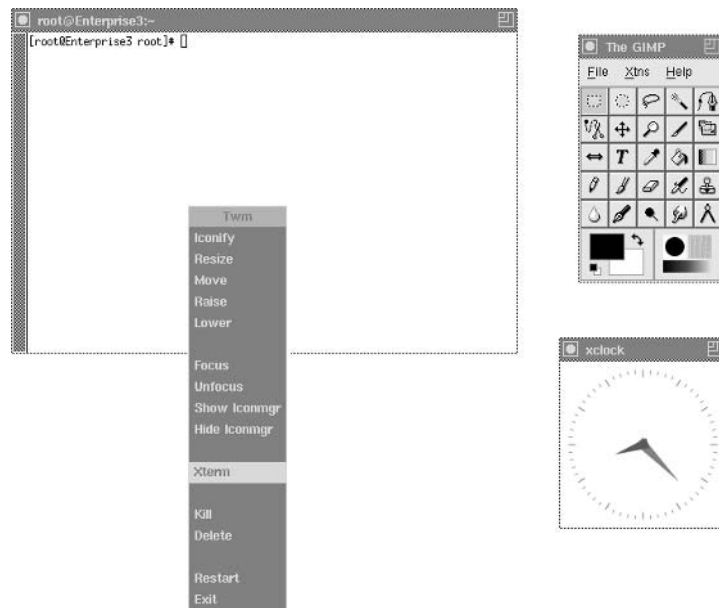 root@Enterprise3:~
[root@Enterprise3 root]#
The GIMP
File Xtns Help
Twm
Iconify
Resize
Move
Raise
Lower
Focus
Unfocus
Show Iconmgr
Hide Iconmgr
Xterm
Kill
Delete
Restart
Exit
xclock